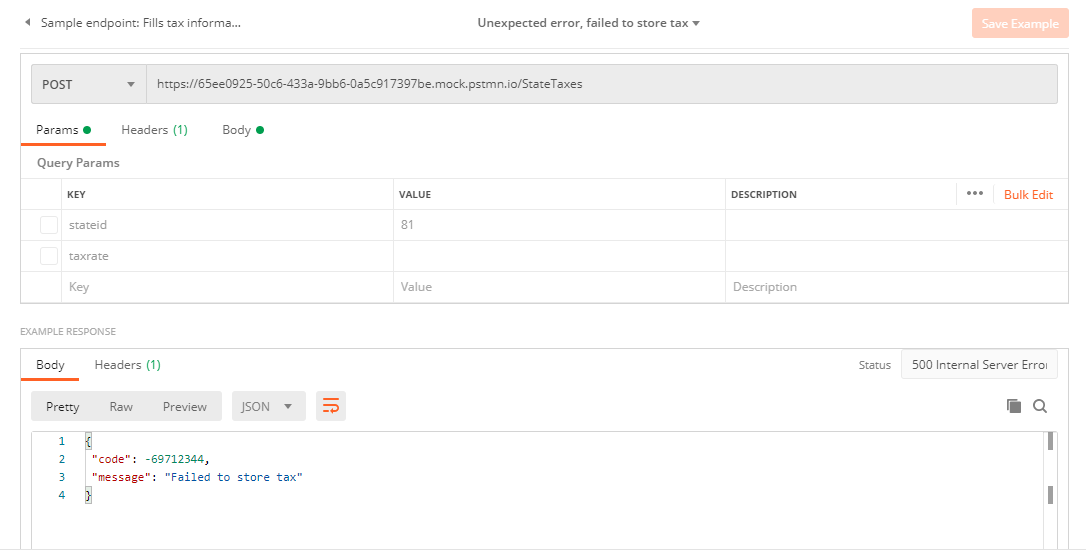 Sample endpoint: Fills tax informa...
Unexpected error, failed to store tax
Save Example
POST
https://65ee0925-50c6-433a-9bb6-0a5c917397be.mock.pstmn.io/StateTaxes
Params Headers (1) Body
Query Params
KEY VALUE DESCRIPTION ••• Bulk Edit
stateid 81
taxrate
Key Value Description
EXAMPLE RESPONSE
Body Headers (1) Status 500 Internal Server Error
Pretty Raw Preview JSON
1 {
2 "code": -69712344,
3 "message": "Failed to store tax"
4 }